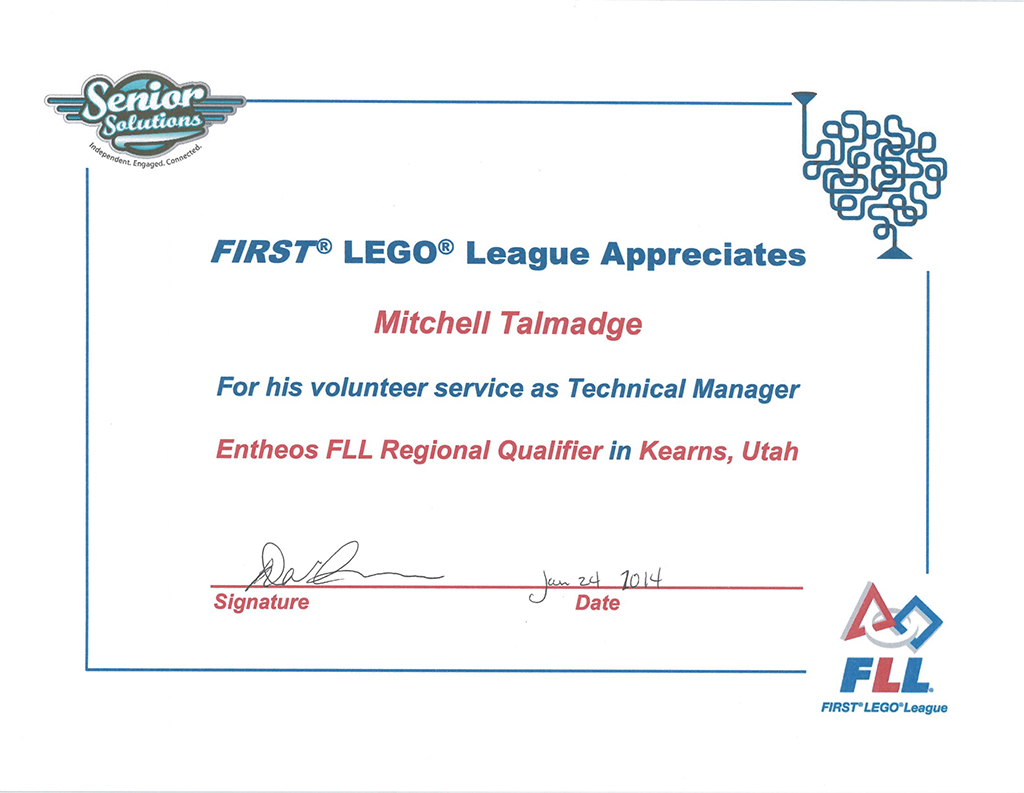 Senior
Solutions
Independent. Engaged. Connected.
FIRST® LEGO® League Appreciates
Mitchell Talmadge
For his volunteer service as Technical Manager
Entheos FLL Regional Qualifier in Kearns, Utah
Jan 24 2014
Signature Date
FLL®
FIRST® LEGO® League